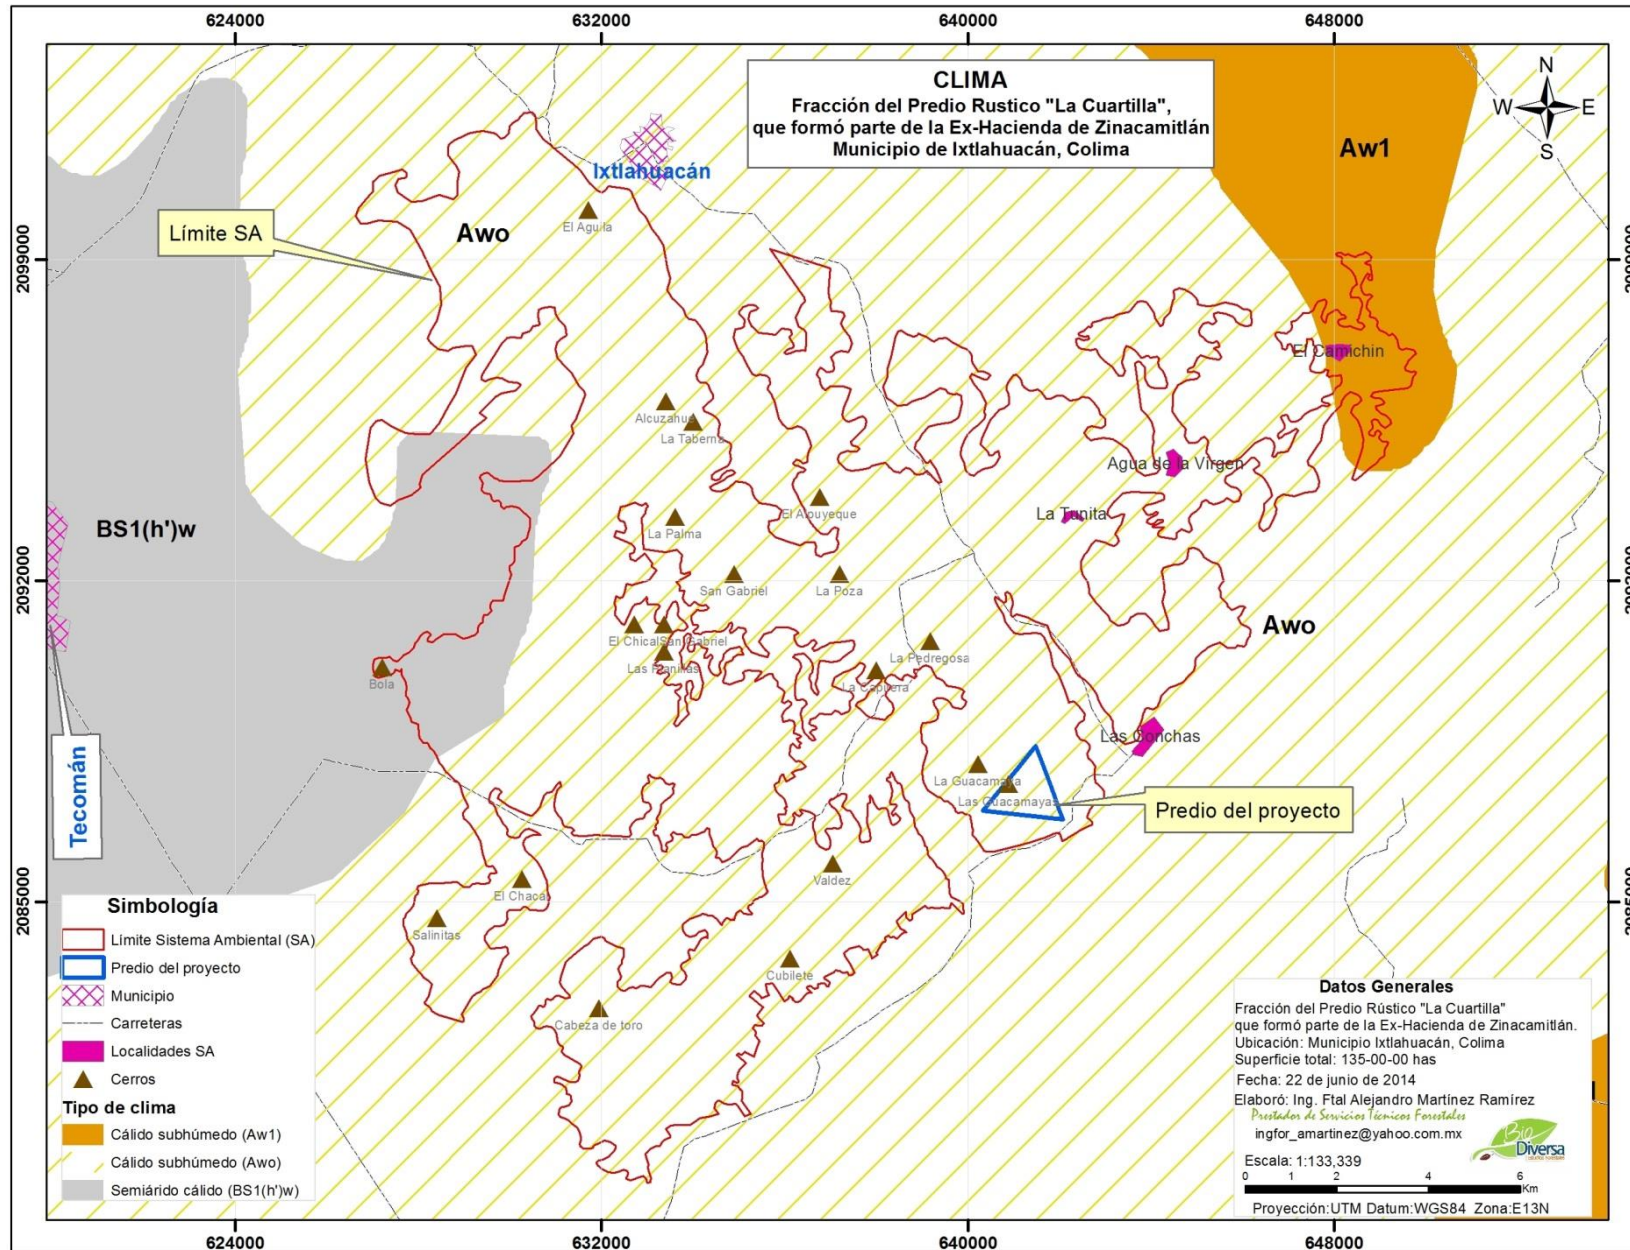 624000
632000
640000
648000
CLIMA
Fracción del Predio Rustico "La Cuartilla",
que formó parte de la Ex-Hacienda de Zinacamitlán
Municipio de Ixtlahuacán, Colima
N
W
E
S
Aw1
Ixtlahuacán
Límite SA
Awo
El Aguila
2099000
2099000
El Camichin
Alcuzahue
La Taberna
Agua de la Virgen
BS1(h')w
El Alpuyeque
La Tunita
La Palma
2092000
2092000
San Gabriel
La Poza
Awo
El Chical
San Gabriel
La Pedregosa
Bola
La Capitera
Las Conchas
Tecomán
La Guacamaya
Las Guacamayas
Predio del proyecto
Valdez
El Chacal
2085000
2085000
Salinitas
Cubilete
Cabeza de toro
Simbología
Límite Sistema Ambiental (SA)
Predio del proyecto
Municipio
Carreteras
Localidades SA
Cerros
Tipo de clima
Cálido subhúmedo (Aw1)
Cálido subhúmedo (Awo)
Semiárido cálido (BS1(h')w)
Datos Generales
Fracción del Predio Rústico "La Cuartilla"
que formó parte de la Ex-Hacienda de Zinacamitlán.
Ubicación: Municipio Ixtlahuacán, Colima
Superficie total: 135-00-00 has
Fecha: 22 de junio de 2014
Elaboró: Ing. Ftal Alejandro Martínez Ramírez
Prestador de Servicios Técnicos Forestales
ingfor_amartinez@yahoo.com.mx
Bio
Diversa
Escala: 1:133,339
0 1 2 4 6
Km
Proyección:UTM Datum:WGS84 Zona:E13N
624000
632000
640000
648000